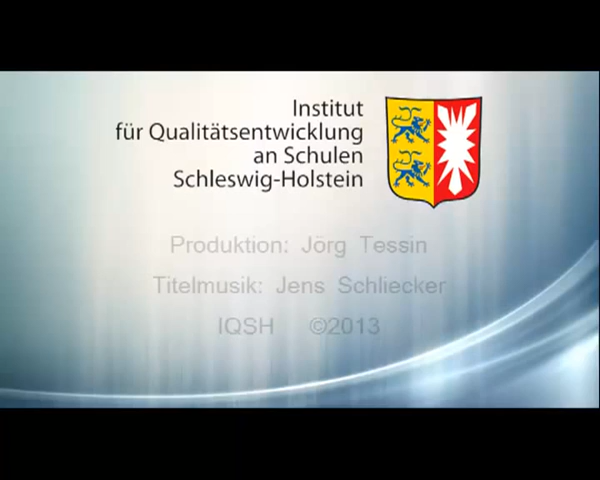 Institut
für Qualitätsentwicklung
an Schulen
Schleswig-Holstein
Produktion: Jörg Tessin
Titelmusik: Jens Schliecker
IQSH ©2013